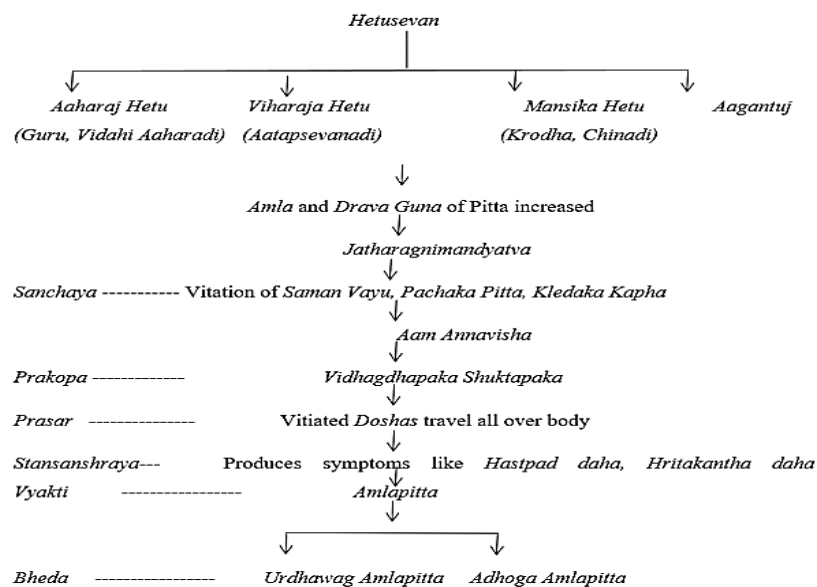 Hetusevan
Aaharaj Hetu Viharaja Hetu Mansika Hetu Aagantuj
(Guru, Vidahi Aaharadi) (Aatapsevanadi) (Krodha, Chinadi)
Amla and Drava Guna of Pitta increased
Jatharagnimandyatva
Sanchaya ----------- Vitation of Saman Vayu, Pachaka Pitta, Kledaka Kapha
Aam Annavisha
Prakopa ------------- Vidhagdhapaka Shuktapaka
Prasar --------------- Vitiated Doshas travel all over body
Stansanshraya--- Produces symptoms like Hastpad daha, Hritakantha daha
Vyakti ----------------- Amlapitta
Bheda ----------------- Urdhawag Amlapitta Adhoga Amlapitta